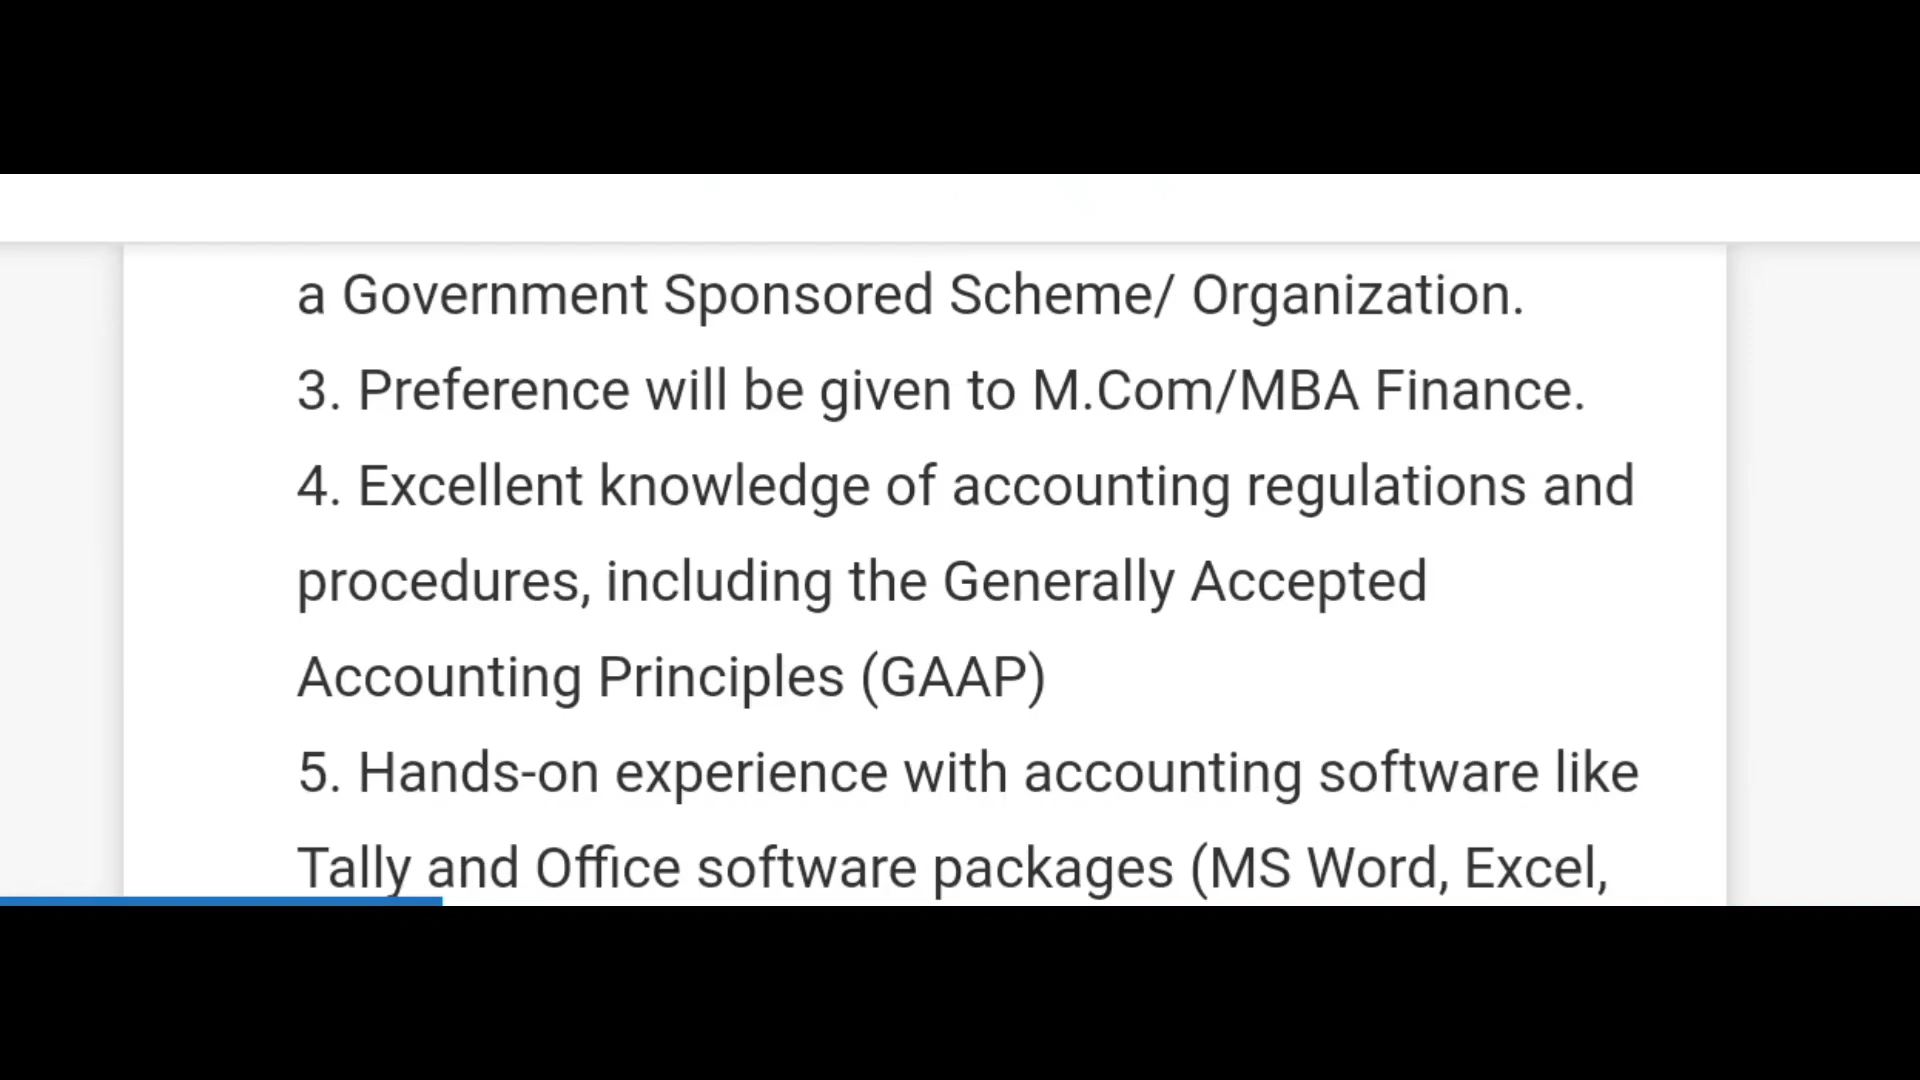 a Government Sponsored Scheme/ Organization.
3. Preference will be given to M.Com/MBA Finance.
4. Excellent knowledge of accounting regulations and
procedures, including the Generally Accepted
Accounting Principles (GAAP)
5. Hands-on experience with accounting software like
Tally and Office software packages (MS Word, Excel,